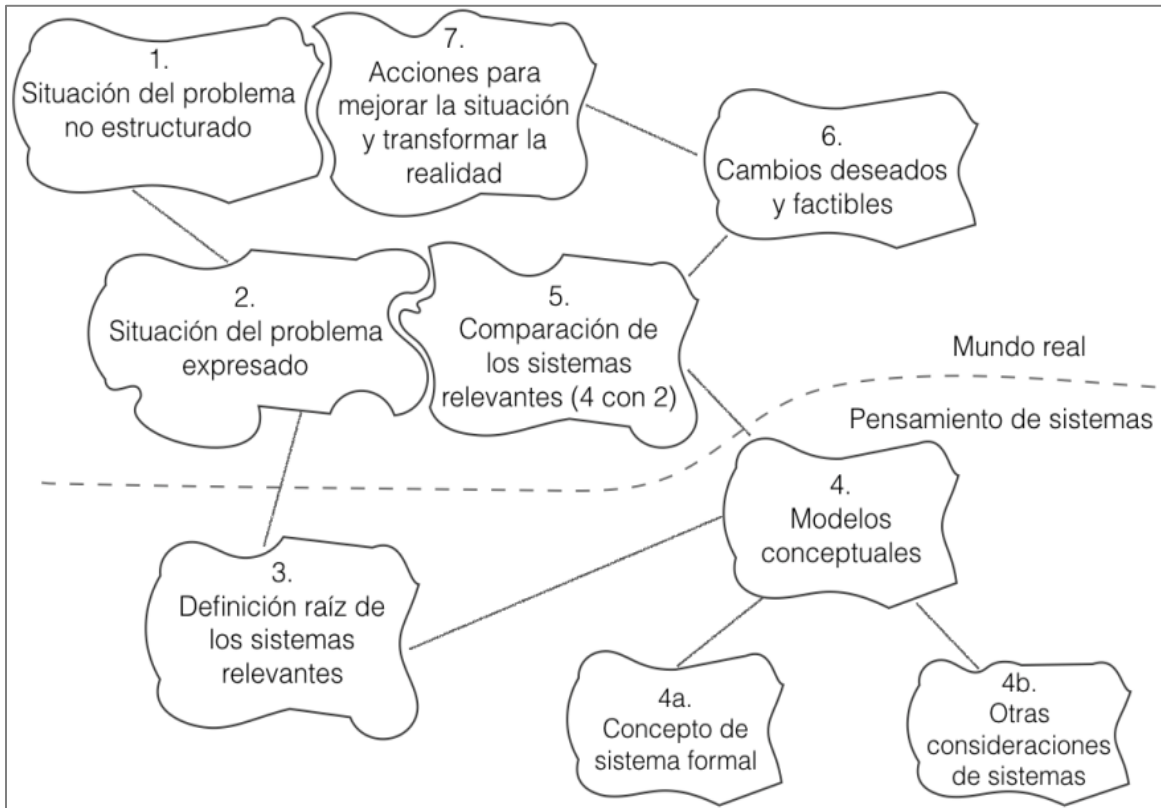 1.
Situación del problema
no estructurado
7.
Acciones para
mejorar la situación
y transformar la
realidad
6.
Cambios deseados
y factibles
2.
Situación del problema
expresado
5.
Comparación de
los sistemas
relevantes (4 con 2)
Mundo real
Pensamiento de sistemas
4.
Modelos
conceptuales
3.
Definición raíz de
los sistemas
relevantes
4a.
Concepto de
sistema formal
4b.
Otras
consideraciones
de sistemas